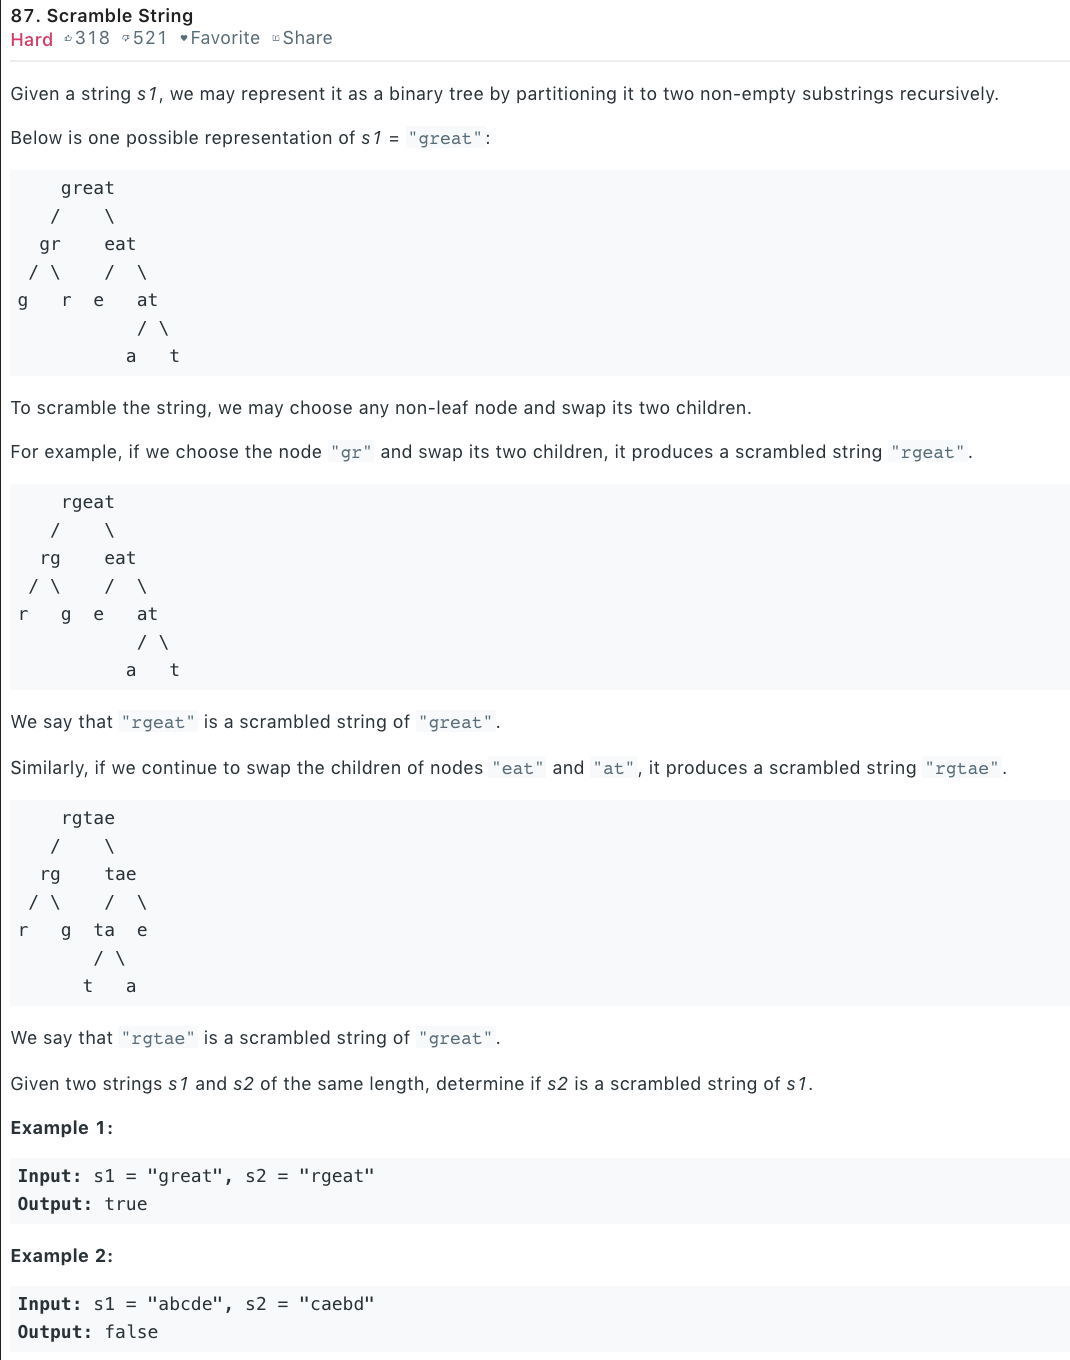 87. Scramble String
Hard 318 521 Favorite Share
Given a string s1, we may represent it as a binary tree by partitioning it to two non-empty substrings recursively.
Below is one possible representation of s1 = "great":
great
/ \
gr eat
/ \ / \
g r e at
/ \
a t
To scramble the string, we may choose any non-leaf node and swap its two children.
For example, if we choose the node "gr" and swap its two children, it produces a scrambled string "rgeat".
rgeat
/ \
rg eat
/ \ / \
r g e at
/ \
a t
We say that "rgeat" is a scrambled string of "great".
Similarly, if we continue to swap the children of nodes "eat" and "at", it produces a scrambled string "rgtae".
rgtae
/ \
rg tae
/ \ / \
r g ta e
/ \
t a
We say that "rgtae" is a scrambled string of "great".
Given two strings s1 and s2 of the same length, determine if s2 is a scrambled string of s1.
Example 1:
Input: s1 = "great", s2 = "rgeat"
Output: true
Example 2:
Input: s1 = "abcde", s2 = "caebd"
Output: false